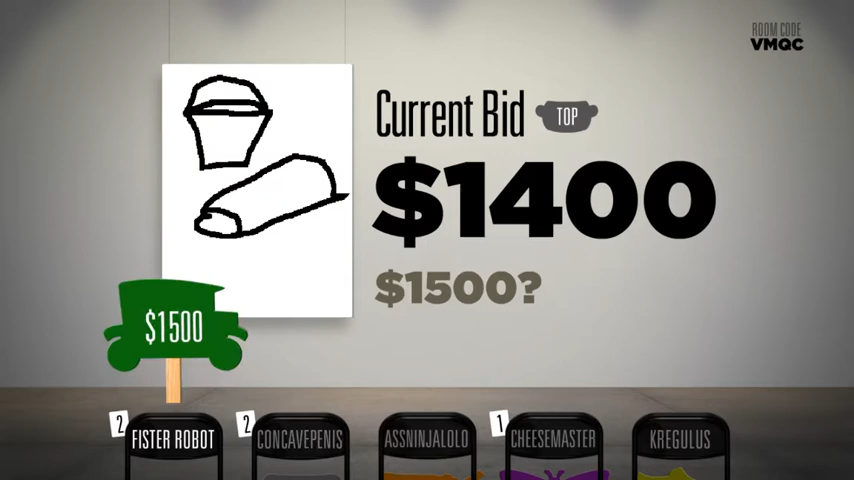 ROOM CODE
VMQC
Current Bid
TOP
$1400
$1500?
$1500
2
FISTER ROBOT
2
CONCAVEPENIS
ASSNINJALOLO
1
CHEESEMASTER
KREGULUS